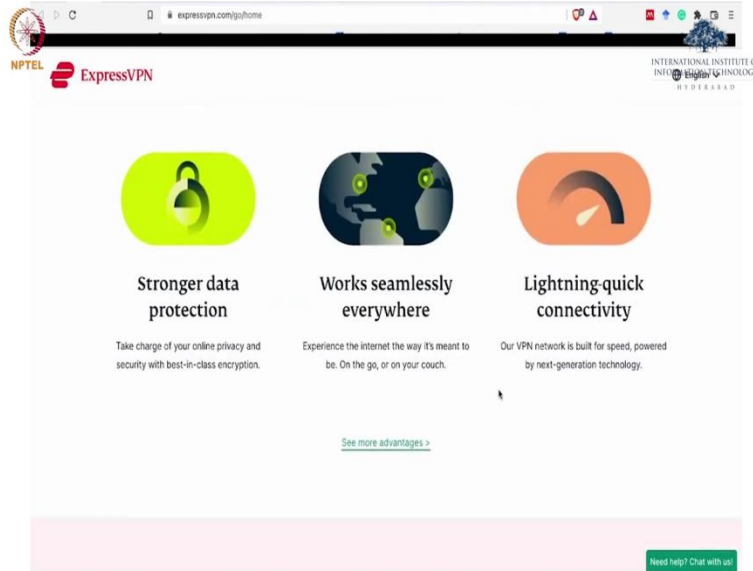 expressvpn.com/go/home
NPTEL
ExpressVPN
INTERNATIONAL INSTITUTE O
INFORMATION TECHNOLOG
English
HYDERABAD
Stronger data
protection
Works seamlessly
everywhere
Lightning-quick
connectivity
Take charge of your online privacy and
security with best-in-class encryption.
Experience the internet the way it's meant to
be. On the go, or on your couch.
Our VPN network is built for speed, powered
by next-generation technology.
See more advantages >
Need help? Chat with us!